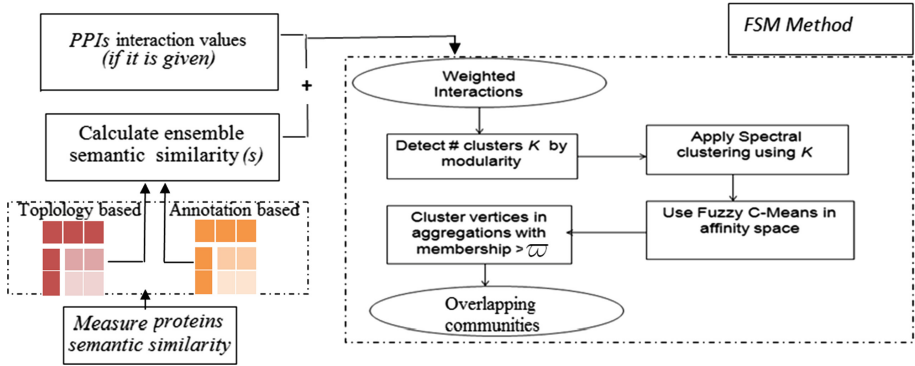 FSM Method
PPIs interaction values
(if it is given)
+
Calculate ensemble
semantic similarity (s)
Toplology based
Annotation based
Measure proteins
semantic similarity
Weighted
Interactions
Detect # clusters K by
modularity
Apply Spectral
clustering using K
Use Fuzzy C-Means in
affinity space
Cluster vertices in
aggregations with
membership > ϖ
Overlapping
communities